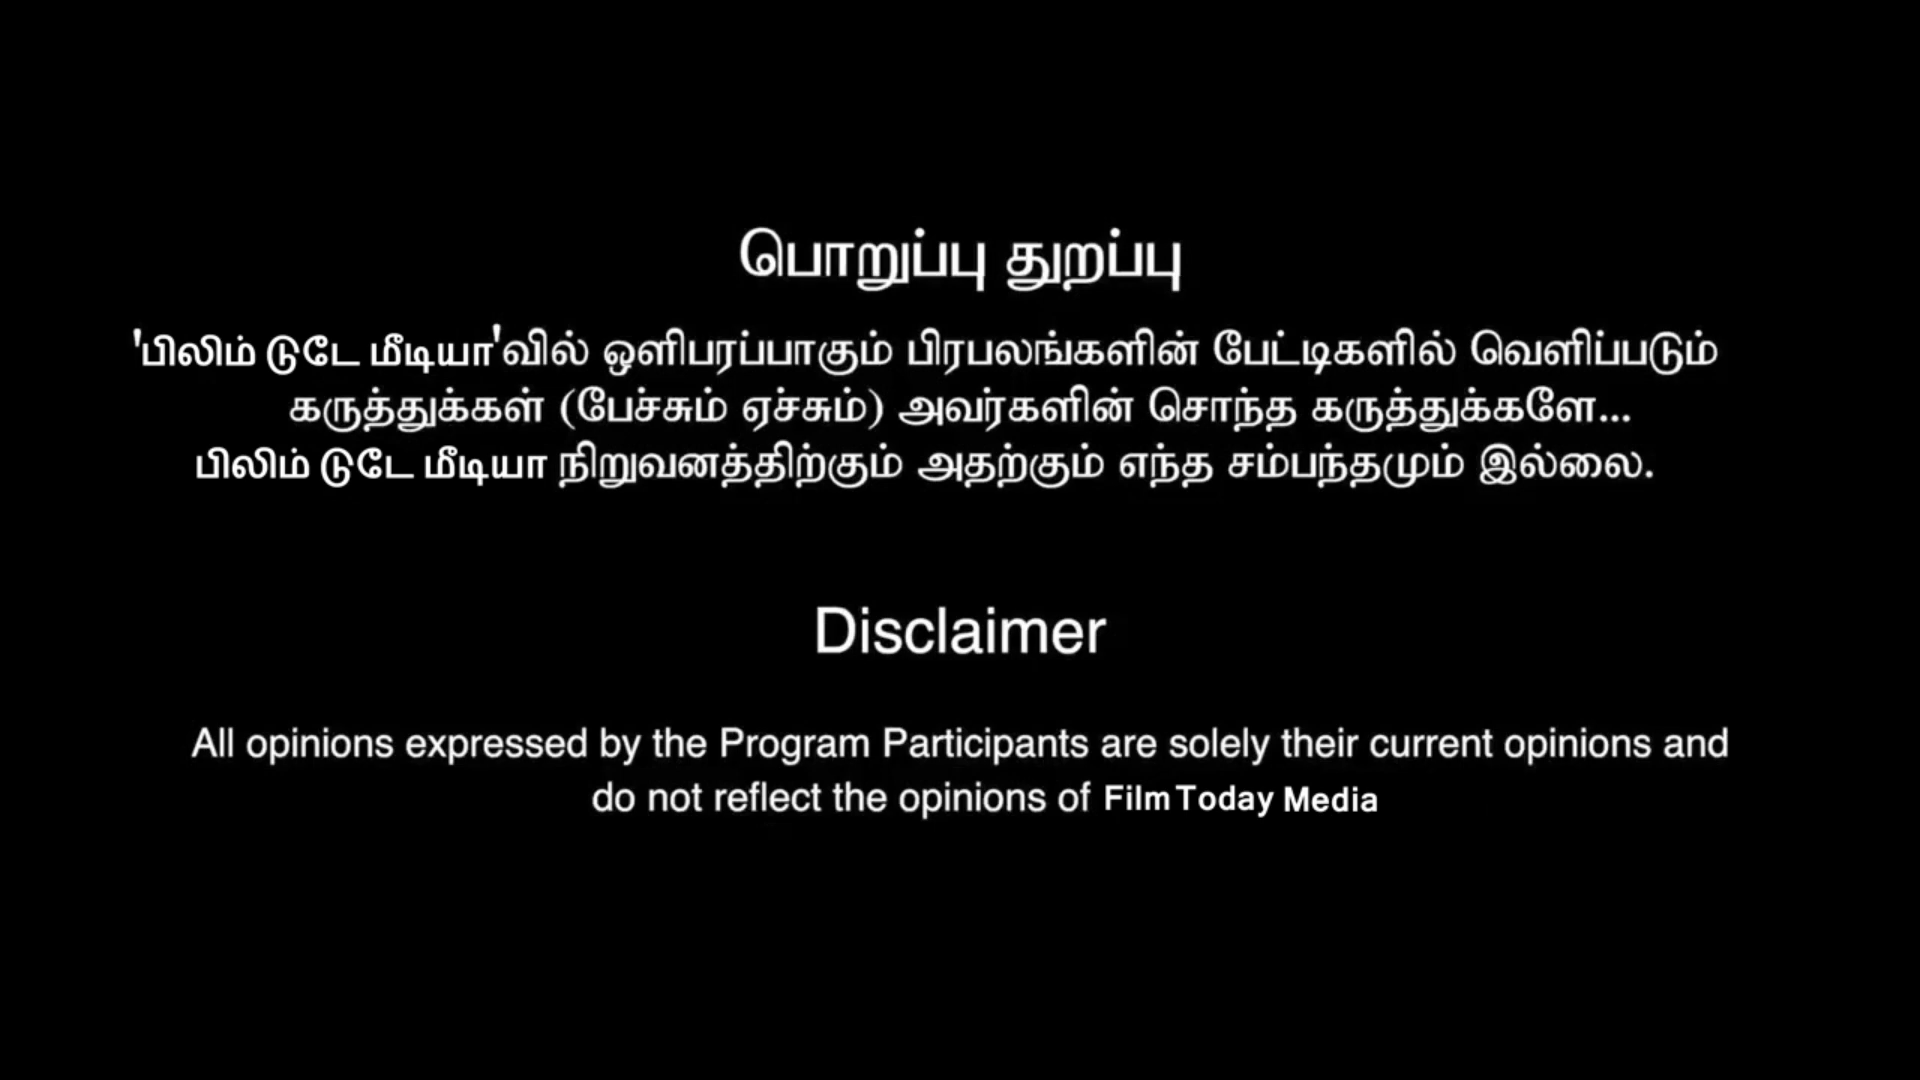 பொறுப்பு துறப்பு
'பிலிம் டுடே மீடியா'வில் ஒளிபரப்பாகும் பிரபலங்களின் பேட்டிகளில் வெளிப்படும்
கருத்துக்கள் (பேச்சும் ஏச்சும்) அவர்களின் சொந்த கருத்துக்களே...
பிலிம் டுடே மீடியா நிறுவனத்திற்கும் அதற்கும் எந்த சம்பந்தமும் இல்லை.
Disclaimer
All opinions expressed by the Program Participants are solely their current opinions and
do not reflect the opinions of Film Today Media